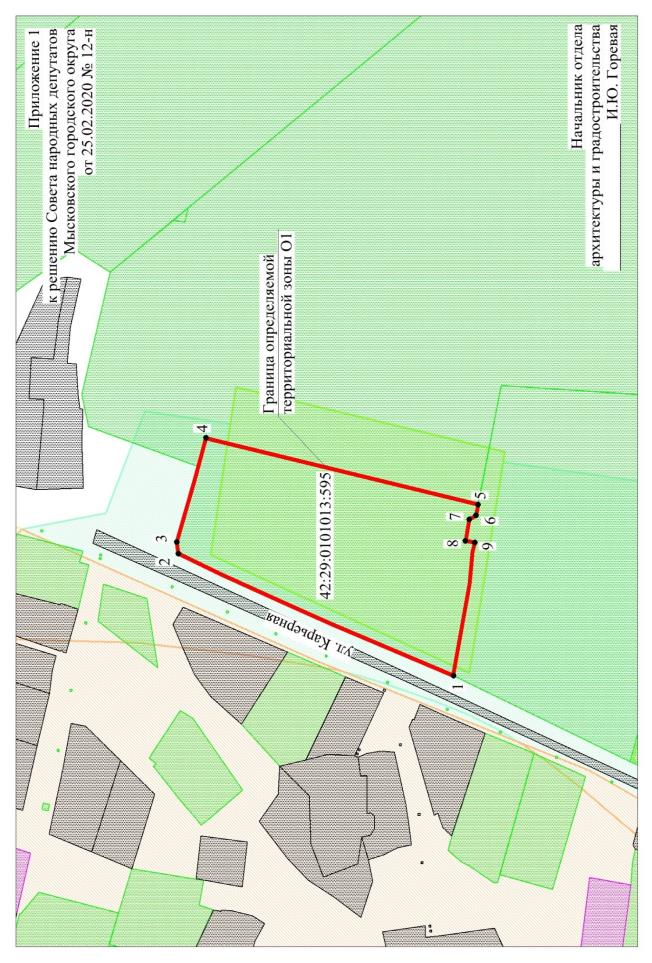 Приложение 1
к решению Совета народных депутатов
Мысковского городского округа
от 25.02.2020 № 12-н
Граница определяемой
территориальной зоны О1
42:29:0101013:595
ул. Карьерная
1
2
3
4
5
6
7
8
9
Начальник отдела
архитектуры и градостроительства
И.Ю. Горевая